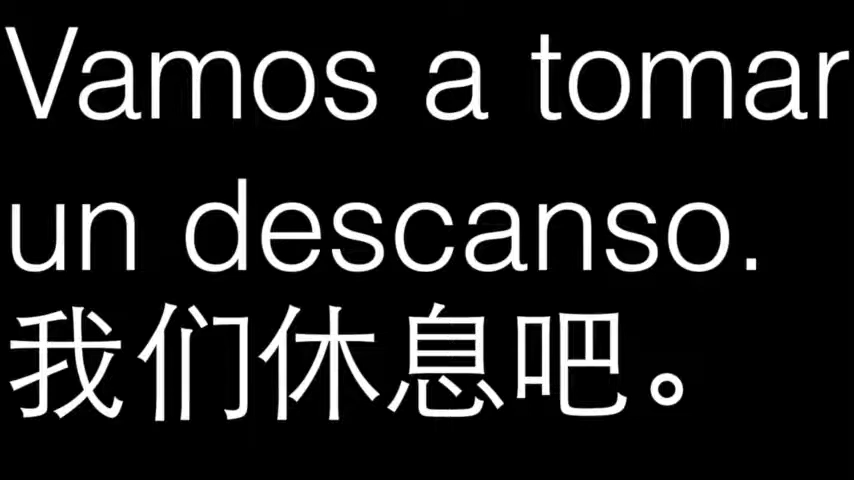 Vamos a tomar
un descanso.
我们休息吧。